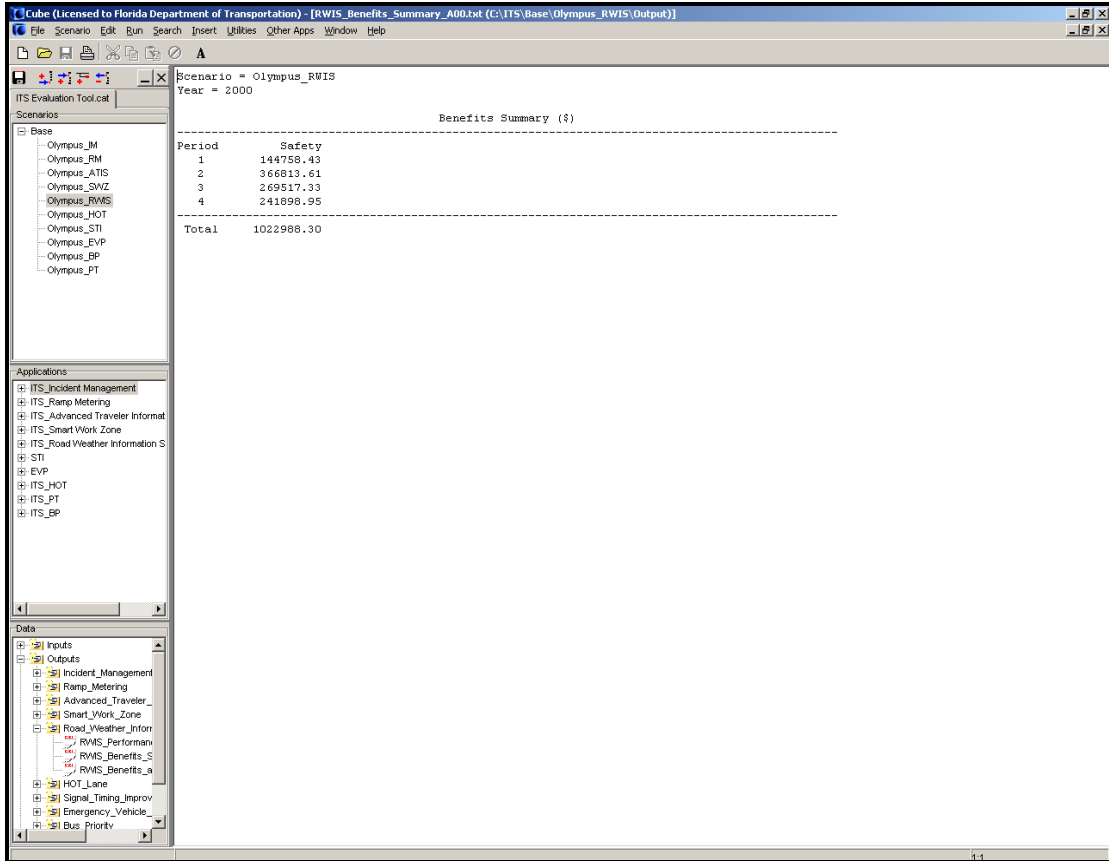 Cube (Licensed to Florida Department of Transportation) - [RWIS_Benefits_Summary_A00.txt (C:\ITS\Base\Olympus_RWIS\Output)]
File Scenario Edit Run Search Insert Utilities Other Apps Window Help
A
ITS Evaluation Tool.cat
Scenarios
Base
Olympus_IM
Olympus_RM
Olympus_ATIS
Olympus_SWZ
Olympus_RWIS
Olympus_HOT
Olympus_STI
Olympus_EVP
Olympus_BP
Olympus_PT
Applications
ITS_Incident Management
ITS_Ramp Metering
ITS_Advanced Traveler Informat
ITS_Smart Work Zone
ITS_Road Weather Information S
STI
EVP
ITS_HOT
ITS_PT
ITS_BP
Data
Inputs
Outputs
Incident_Management
Ramp_Metering
Advanced_Traveler_
Smart_Work_Zone
Road_Weather_Inforr
RWIS_Performan
RWIS_Benefits_S
RWIS_Benefits_a
HOT_Lane
Signal_Timing_Improv
Emergency_Vehicle_
Bus_Priority
Scenario = Olympus_RWIS
Year = 2000
Benefits Summary ($)
Period Safety
1 144758.43
2 366813.61
3 269517.33
4 241898.95
Total 1022988.30
1:1